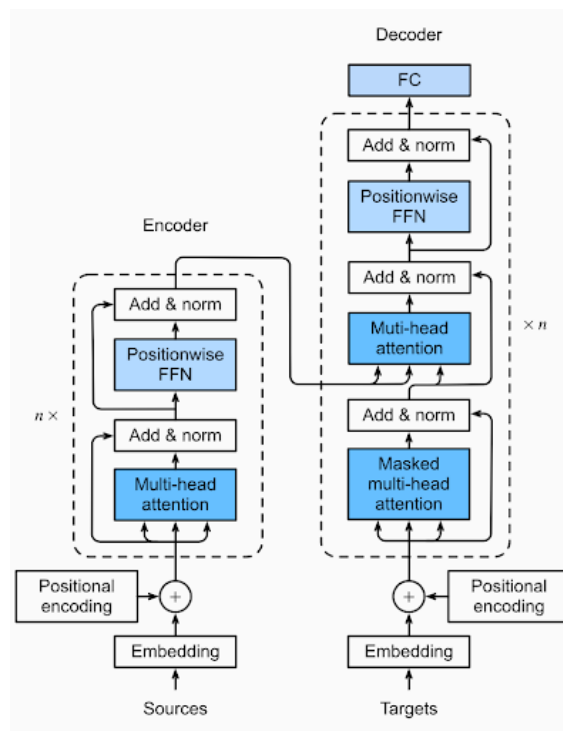 Decoder
FC
Add & norm
Positionwise
FFN
Encoder
Add & norm
Add & norm
Muti-head
attention
× n
Positionwise
FFN
n ×
Add & norm
Add & norm
Multi-head
attention
Masked
multi-head
attention
Positional
encoding
+
+
Positional
encoding
Embedding
Embedding
Sources
Targets